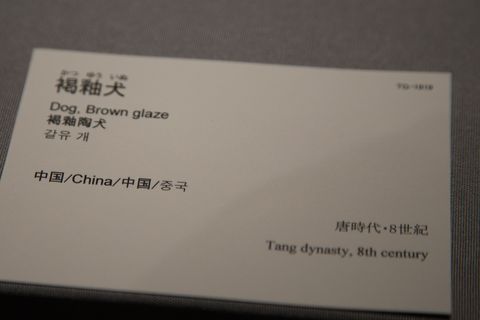 かつ ゆう いぬ
褐釉犬
TG-1818
Dog, Brown glaze
褐釉陶犬
갈유 개
中国/China/中国/중국
唐時代・8世紀
Tang dynasty, 8th century